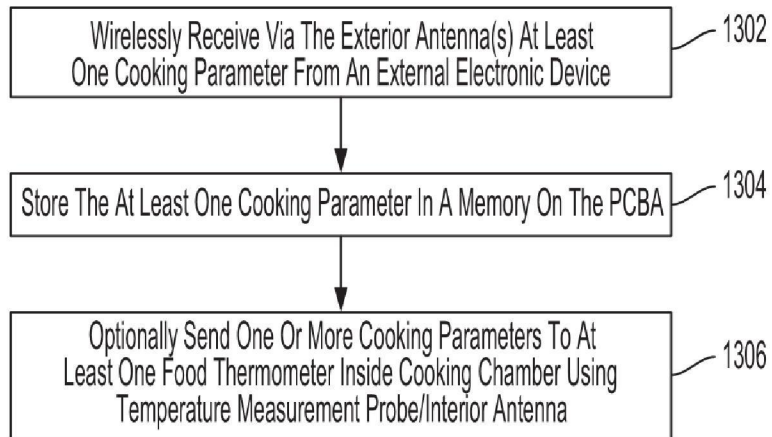 Wirelessly Receive Via The Exterior Antenna(s) At Least
One Cooking Parameter From An External Electronic Device
1302
Store The At Least One Cooking Parameter In A Memory On The PCBA
1304
Optionally Send One Or More Cooking Parameters To At
Least One Food Thermometer Inside Cooking Chamber Using
Temperature Measurement Probe/Interior Antenna
1306